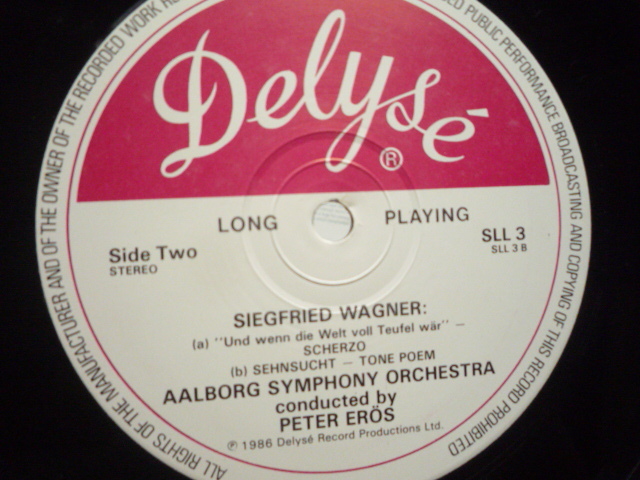 Delysé
®
LONG PLAYING
Side Two
STEREO
SLL 3
SLL 3 B
SIEGFRIED WAGNER:
(a) "Und wenn die Welt voll Teufel wär" –
SCHERZO
(b) SEHNSUCHT – TONE POEM
AALBORG SYMPHONY ORCHESTRA
conducted by
PETER ERÖS
℗ 1986 Delysé Record Productions Ltd.
ALL RIGHTS OF THE MANUFACTURER AND OF THE OWNER OF THE RECORDED WORK
PUBLIC PERFORMANCE BROADCASTING AND COPYING OF THIS RECORD PROHIBITED